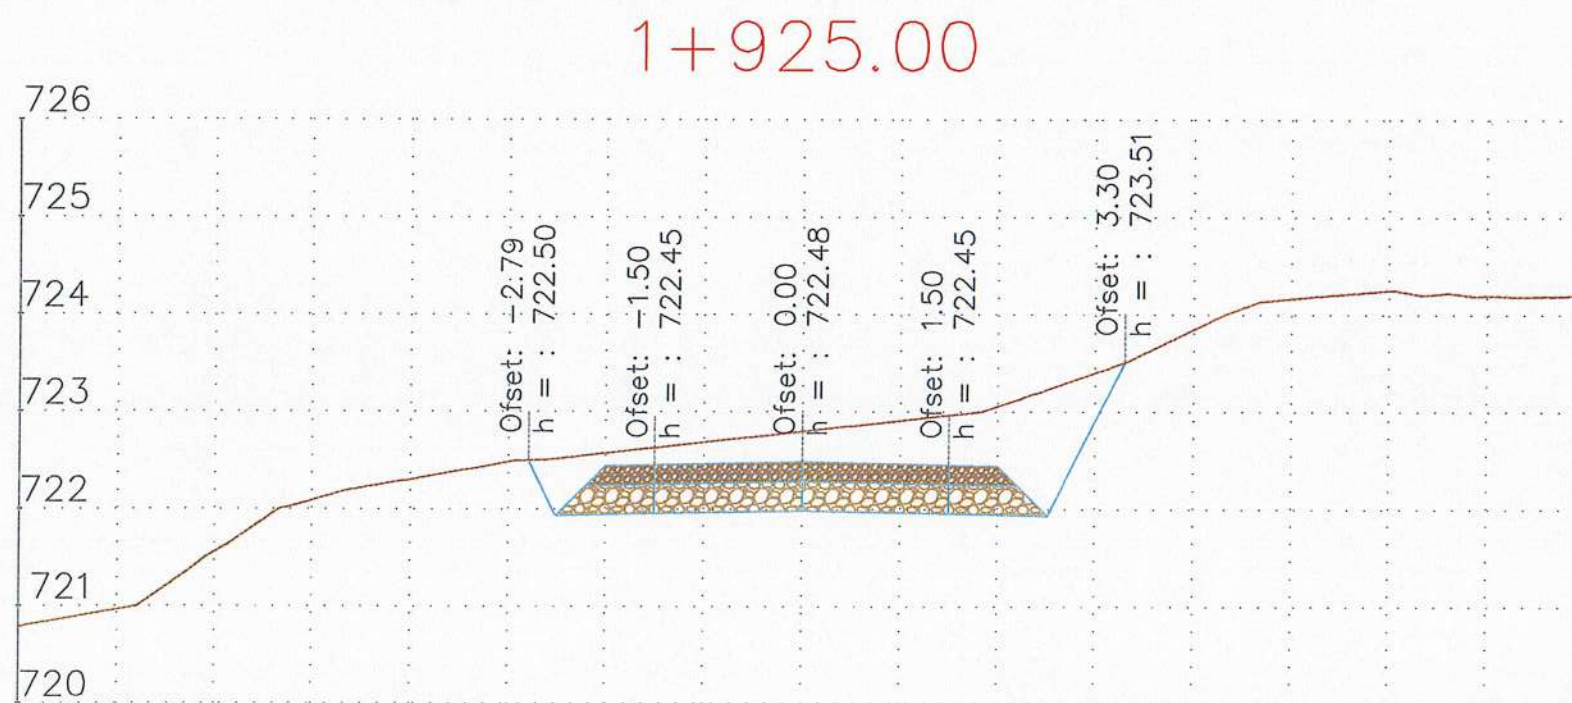 1+925.00
726
725
724
723
722
721
720
Ofset: -2.79
h = : 722.50
Ofset: -1.50
h = : 722.45
Ofset: 0.00
h = : 722.48
Ofset: 1.50
h = : 722.45
Ofset: 3.30
h = : 723.51